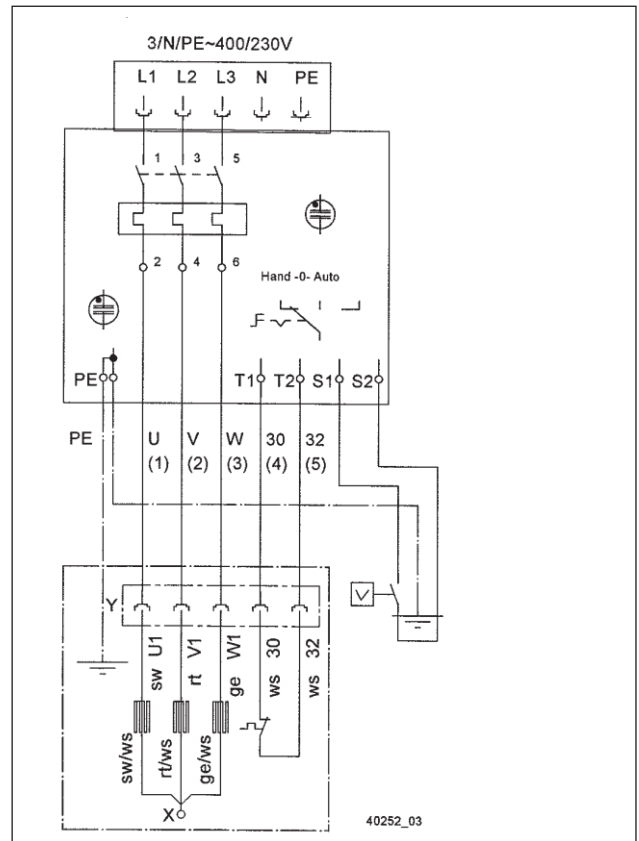 3/N/PE~400/230V
L1 L2 L3 N PE
1 3 5
2 4 6
Hand -0- Auto
PE T1 T2 S1 S2
PE U V W 30 32
(1) (2) (3) (4) (5)
Y
U1 V1 W1 30 32
sw rt ge ws ws
sw/ws rt/ws ge/ws
X
40252_03